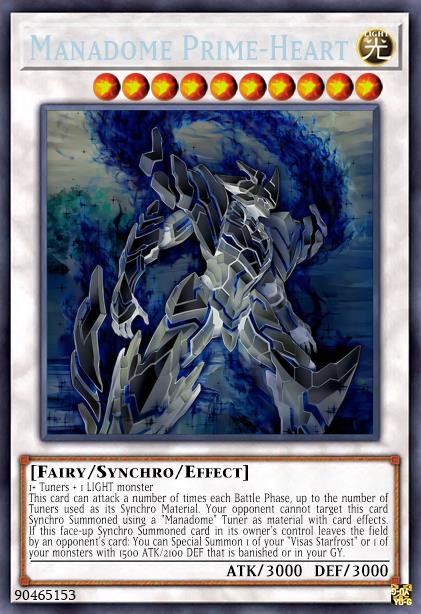 MANADOME PRIME-HEART
LIGHT
光
[FAIRY/SYNCHRO/EFFECT]
1+ Tuners + 1 LIGHT monster
This card can attack a number of times each Battle Phase, up to the number of
Tuners used as its Synchro Material. Your opponent cannot target this card
Synchro Summoned using a "Manadome" Tuner as material with card effects.
If this face-up Synchro Summoned card in its owner's control leaves the field
by an opponent's card: You can Special Summon 1 of your "Visas Starfrost" or 1 of
your monsters with 1500 ATK/2100 DEF that is banished or in your GY.
ATK/3000 DEF/3000
90465153